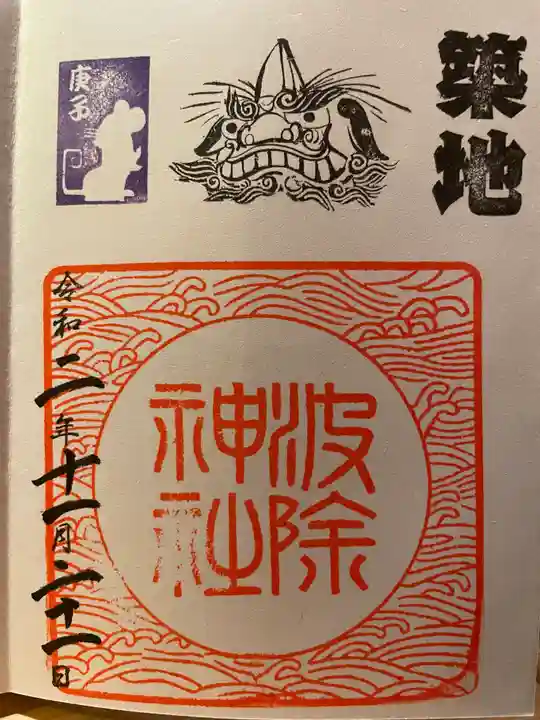 築地
庚子
波除
神社
令和二年十一月二十一日